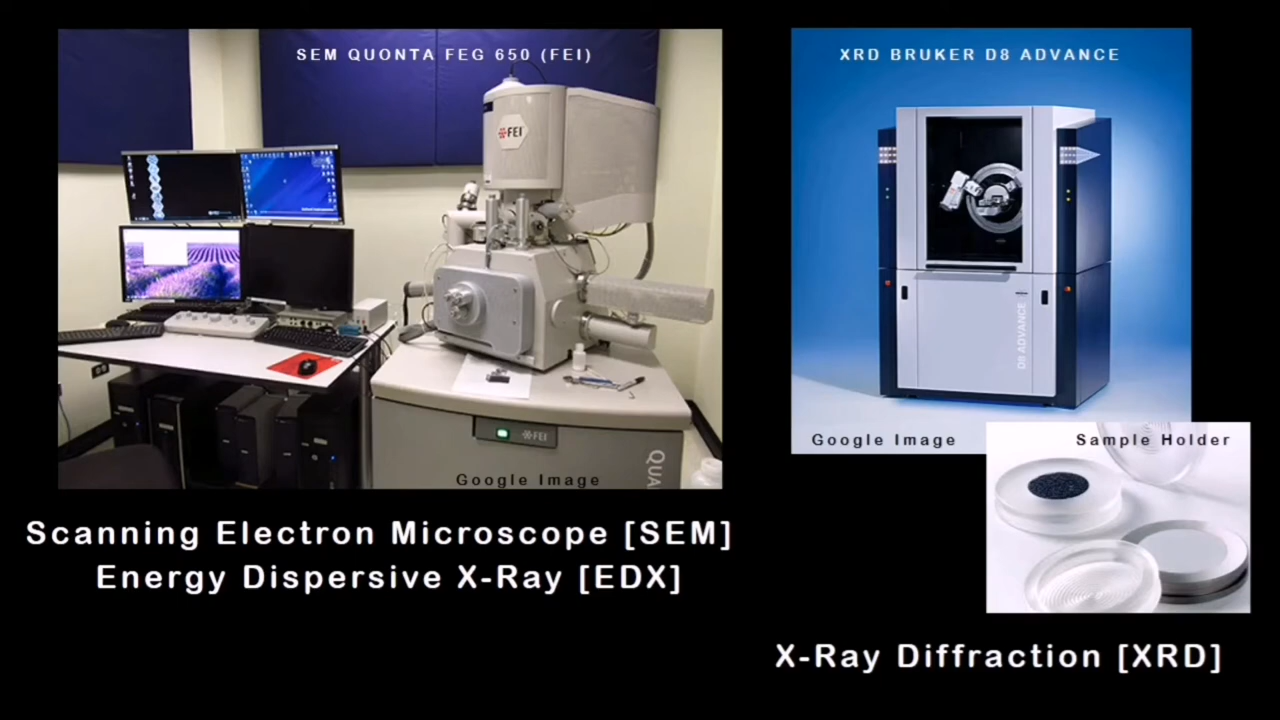 SEM QUONTA FEG 650 (FEI)
FEI
FEI
QUA
Google Image
Scanning Electron Microscope [SEM]
Energy Dispersive X-Ray [EDX]
XRD BRUKER D8 ADVANCE
D8 ADVANCE
Google Image
Sample Holder
X-Ray Diffraction [XRD]